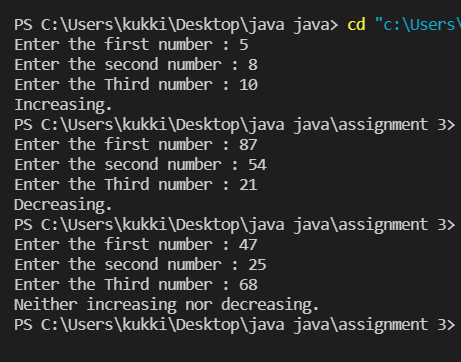 PS C:\Users\kukki\Desktop\java java> cd "c:\Users\
Enter the first number : 5
Enter the second number : 8
Enter the Third number : 10
Increasing.
PS C:\Users\kukki\Desktop\java java\assignment 3>
Enter the first number : 87
Enter the second number : 54
Enter the Third number : 21
Decreasing.
PS C:\Users\kukki\Desktop\java java\assignment 3>
Enter the first number : 47
Enter the second number : 25
Enter the Third number : 68
Neither increasing nor decreasing.
PS C:\Users\kukki\Desktop\java java\assignment 3>